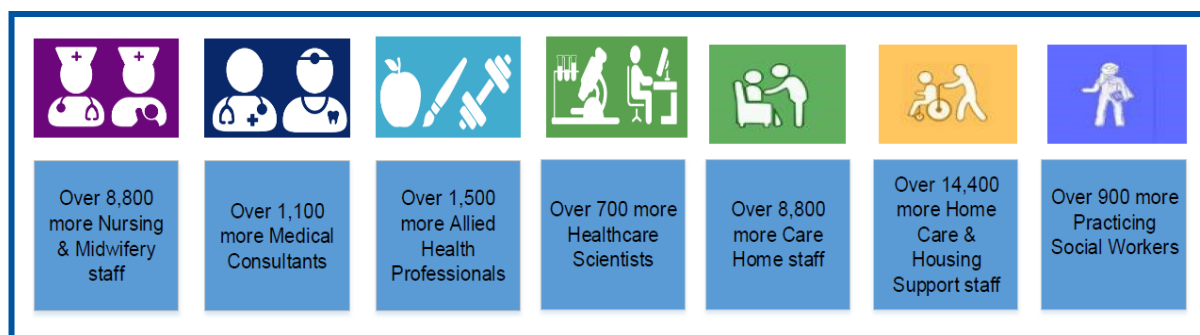 Over 8,800
more Nursing
& Midwifery
staff
Over 1,100
more Medical
Consultants
Over 1,500
more Allied
Health
Professionals
Over 700 more
Healthcare
Scientists
Over 8,800
more Care
Home staff
Over 14,400
more Home
Care &
Housing
Support staff
Over 900 more
Practicing
Social Workers